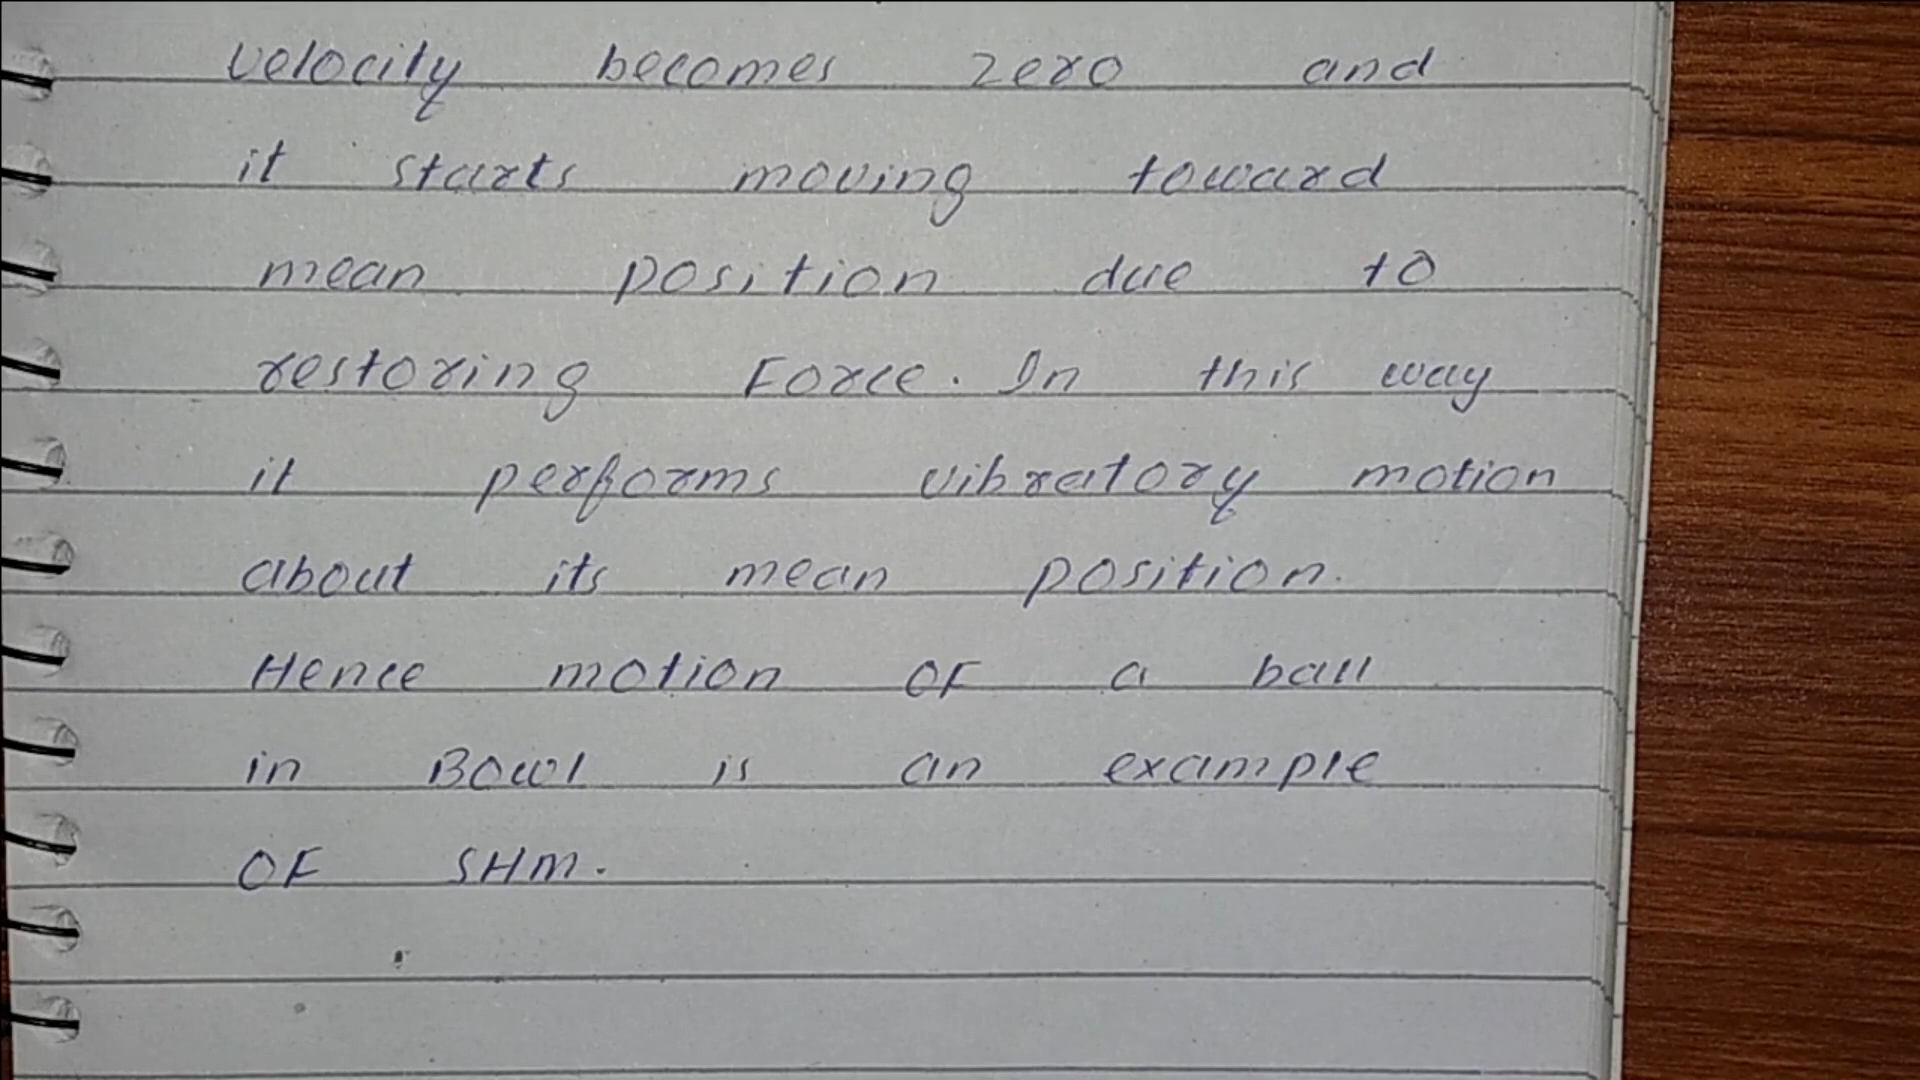 velocity becomes zero and
it starts moving toward
mean position due to
restoring Force. In this way
it performs vibratory motion
about its mean position.
Hence motion OF a ball
in Bowl is an example
OF SHM.